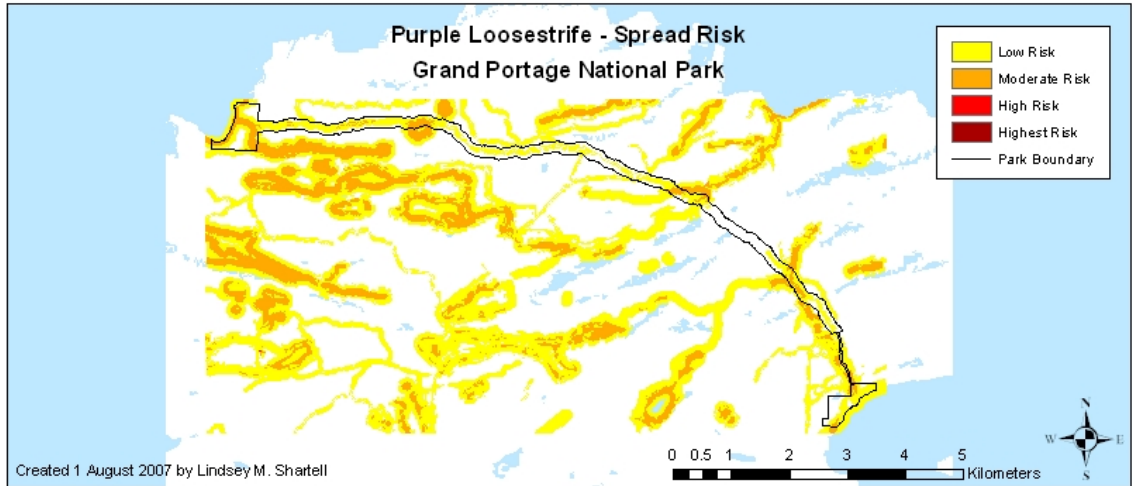 Purple Loosestrife - Spread Risk
Grand Portage National Park
Low Risk
Moderate Risk
High Risk
Highest Risk
Park Boundary
N
W E
S
0 0.5 1 2 3 4 5
Kilometers
Created 1 August 2007 by Lindsey M. Shartell